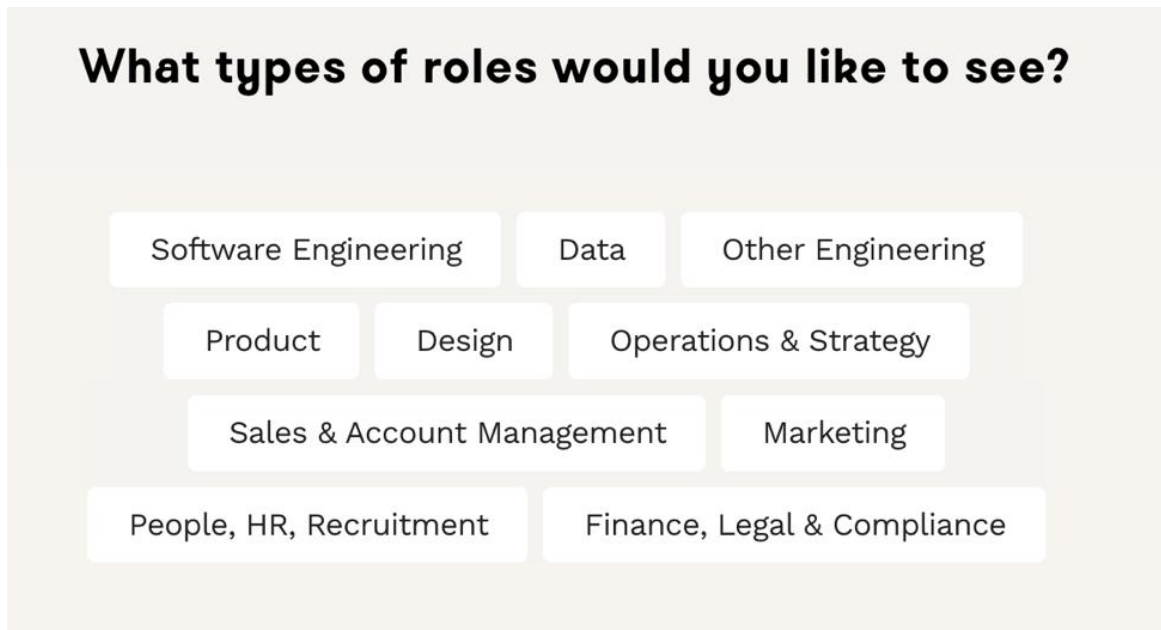 What types of roles would you like to see?
Software Engineering Data Other Engineering
Product Design Operations & Strategy
Sales & Account Management Marketing
People, HR, Recruitment Finance, Legal & Compliance